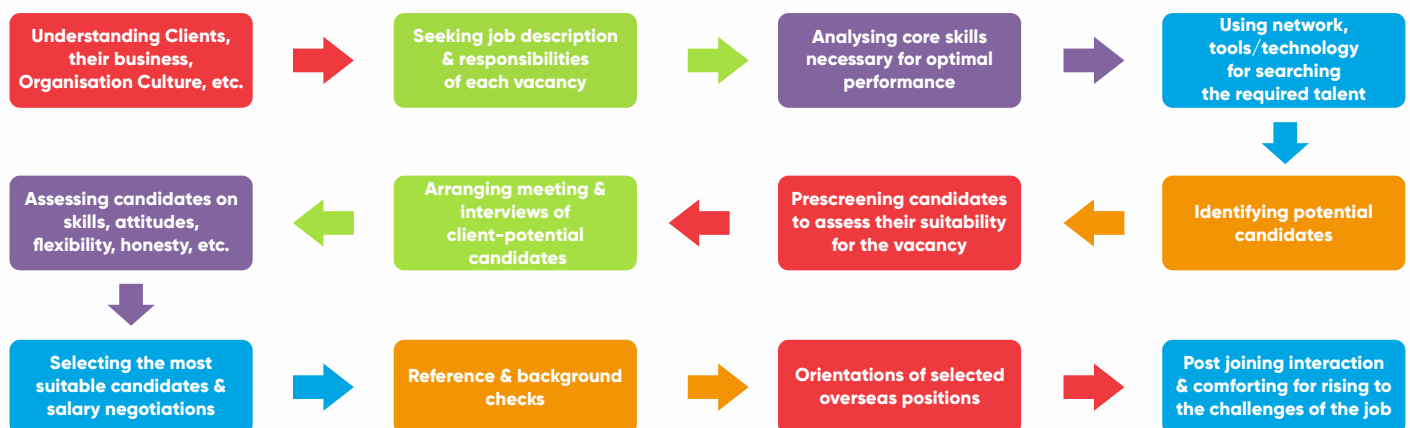 Understanding Clients,
their business,
Organisation Culture, etc.
Seeking job description
& responsibilities
of each vacancy
Analysing core skills
necessary for optimal
performance
Using network,
tools/technology
for searching
the required talent
Identifying potential
candidates
Prescreening candidates
to assess their suitability
for the vacancy
Arranging meeting &
interviews of
client-potential
candidates
Assessing candidates on
skills, attitudes,
flexibility, honesty, etc.
Selecting the most
suitable candidates &
salary negotiations
Reference & background
checks
Orientations of selected
overseas positions
Post joining interaction
& comforting for rising to
the challenges of the job